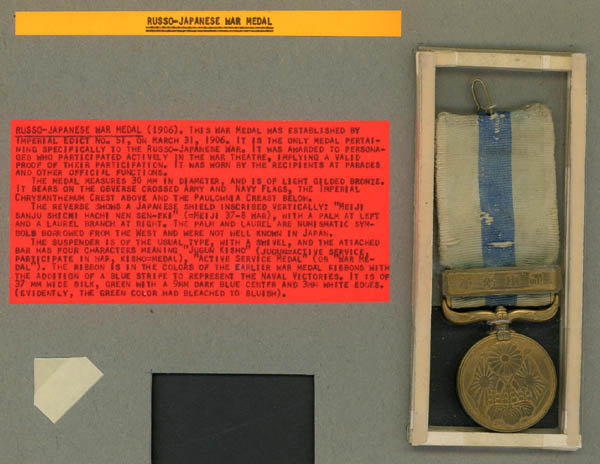 RUSSO-JAPANESE WAR MEDAL
RUSSO-JAPANESE WAR MEDAL (1906). THIS WAR MEDAL WAS ESTABLISHED BY
IMPERIAL EDICT NO. 51, ON MARCH 31, 1906. IT IS THE ONLY MEDAL PERTAI-
NING SPECIFICALLY TO THE RUSSO-JAPANESE WAR. IT WAS AWARDED TO PERSONA-
GES WHO PARTICIPATED ACTIVELY IN THE WAR THEATRE, IMPLYING A VALID
PROOF OF THEIR PARTICIPATION. IT WAS WORN BY THE RECIPIENTS AT PARADES
AND OTHER OFFICIAL FUNCTIONS.
THE MEDAL MEASURES 30 MM IN DIAMETER, AND IS OF LIGHT GILDED BRONZE.
IT BEARS ON THE OBVERSE CROSSED ARMY AND NAVY FLAGS, THE IMPERIAL
CHRYSANTHEMUM CREST ABOVE AND THE PAULOWNIA CREAST BELOW.
THE REVERSE SHOWS A JAPANESE SHIELD INSCRIBED VERTICALLY: "MEIJI
SANJU SHICHI HACHI NEN SEN-EKI" (=MEIJI 37-8 WAR), WITH A PALM AT LEFT
AND A LAUREL BRANCH AT RIGHT. THE PALM AND LAUREL ARE NUMISMATIC SYM-
BOLS BORROWED FROM THE WEST AND WERE NOT WELL KNOWN IN JAPAN.
THE SUSPENDER IS OF THE USUAL TYPE, WITH A SWIVEL, AND THE ATTACHED
BAR HAS FOUR CHARACTERS MEANING "JUGUN KISHO" (JUGUN=ACTIVE SERVICE,
PARTICIPATE IN WAR, KISHO=MEDAL), "ACTIVE SERVICE MEDAL" (OR "WAR ME-
DAL"). THE RIBBON IS IN THE COLORS OF THE EARLIER WAR MEDAL RIBBONS WITH
THE ADDITION OF A BLUE STRIPE TO REPRESENT THE NAVAL VICTORIES. IT IS OF
37 MM WIDE SILK, GREEN WITH A 9MM DARK BLUE CENTER AND 3MM WHITE EDGES.
(EVIDENTLY, THE GREEN COLOR HAD BLEACHED TO BLUISH).